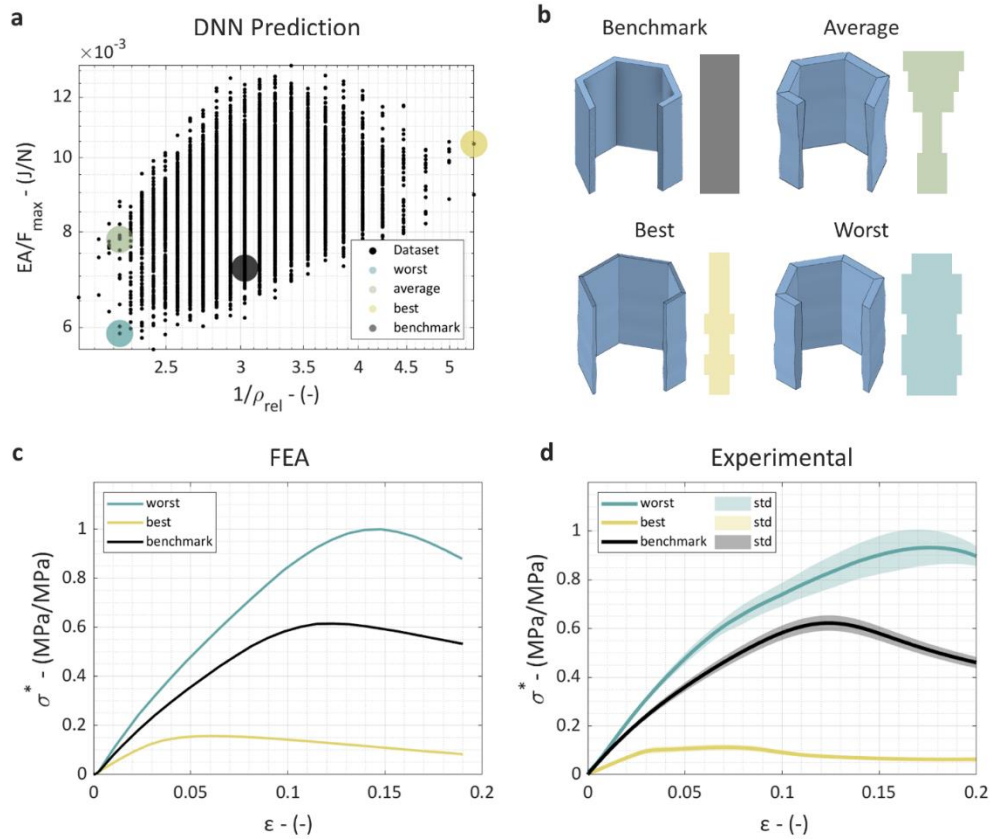 a
DNN Prediction
×10⁻³
12
10
8
6
EA/F_max - (J/N)
2.5 3 3.5 4 4.5 5
1/ρ_rel - (-)
Dataset
worst
average
best
benchmark
b
Benchmark Average
Best Worst
c
FEA
worst
best
benchmark
1
0.8
0.6
0.4
0.2
0
σ* - (MPa/MPa)
0 0.05 0.1 0.15 0.2
ε - (-)
d
Experimental
worst std
best std
benchmark std
1
0.8
0.6
0.4
0.2
0
σ* - (MPa/MPa)
0 0.05 0.1 0.15 0.2
ε - (-)